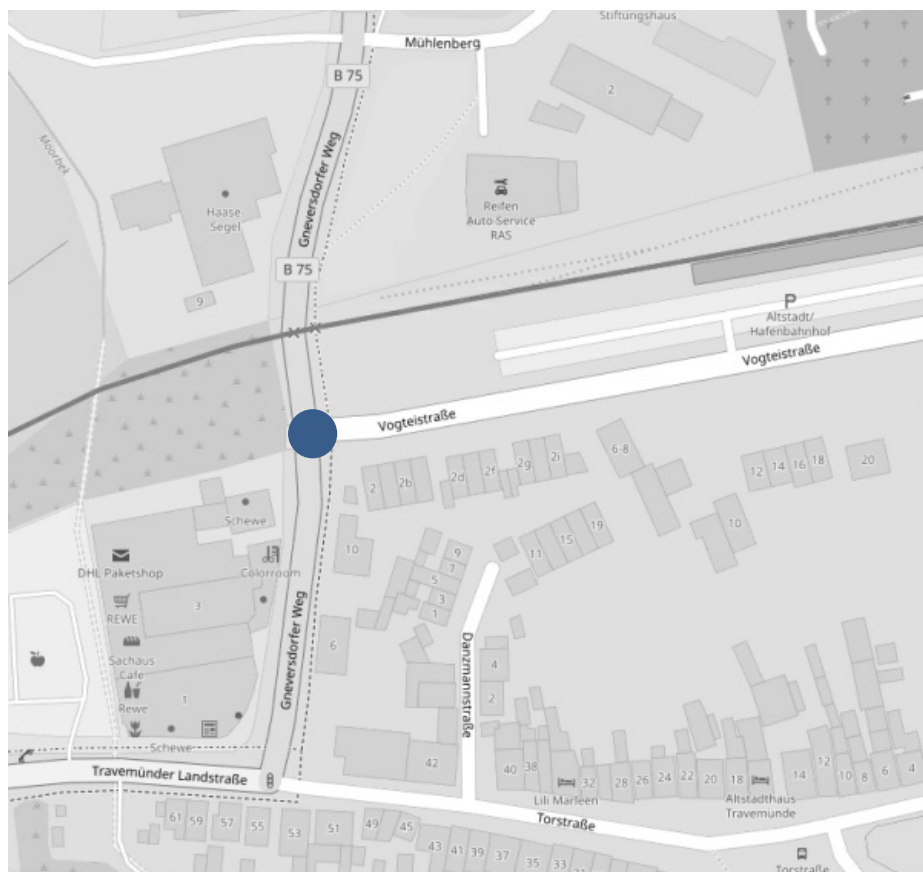 Stiftungshaus
Mühlenberg
B 75
2
Moorbek
Gneversdorfer Weg
Haase
Segel
Reifen
Auto Service
RAS
B 75
9
P
Altstadt/
Hafenbahnhof
Vogteistraße
Vogteistraße
2
2b
2d
2f
2g
2i
6-8
12
14
16
18
20
Schewe
10
DHL Paketshop
Colorroom
9
7
5
3
1
11
15
19
10
REWE
3
Sachaus
Cafe
6
Gneversdorfer Weg
Danzmannstraße
4
2
Rewe
1
Schewe
Travemünder Landstraße
42
40
38
32
28
26
24
22
20
18
14
12
10
8
6
4
Lili Marleen
Altstadthaus
Travemünde
Torstraße
61
59
57
55
53
51
49
45
43
41
39
37
35
33
Torstraße